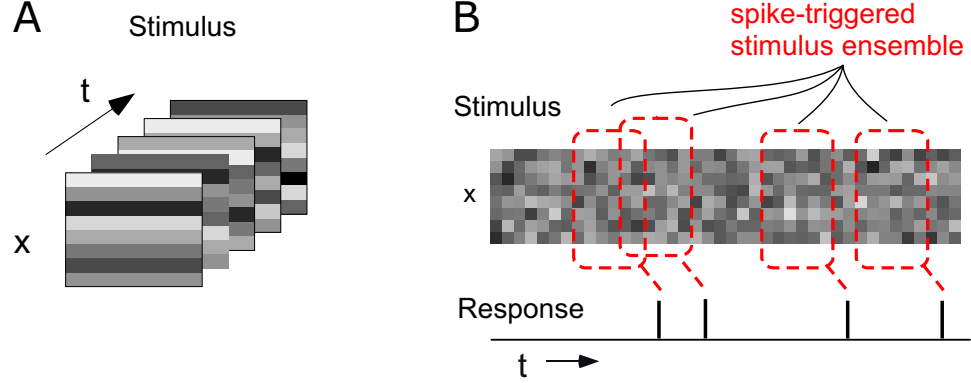 A
Stimulus
t
x
B
spike-triggered
stimulus ensemble
Stimulus
x
Response
t